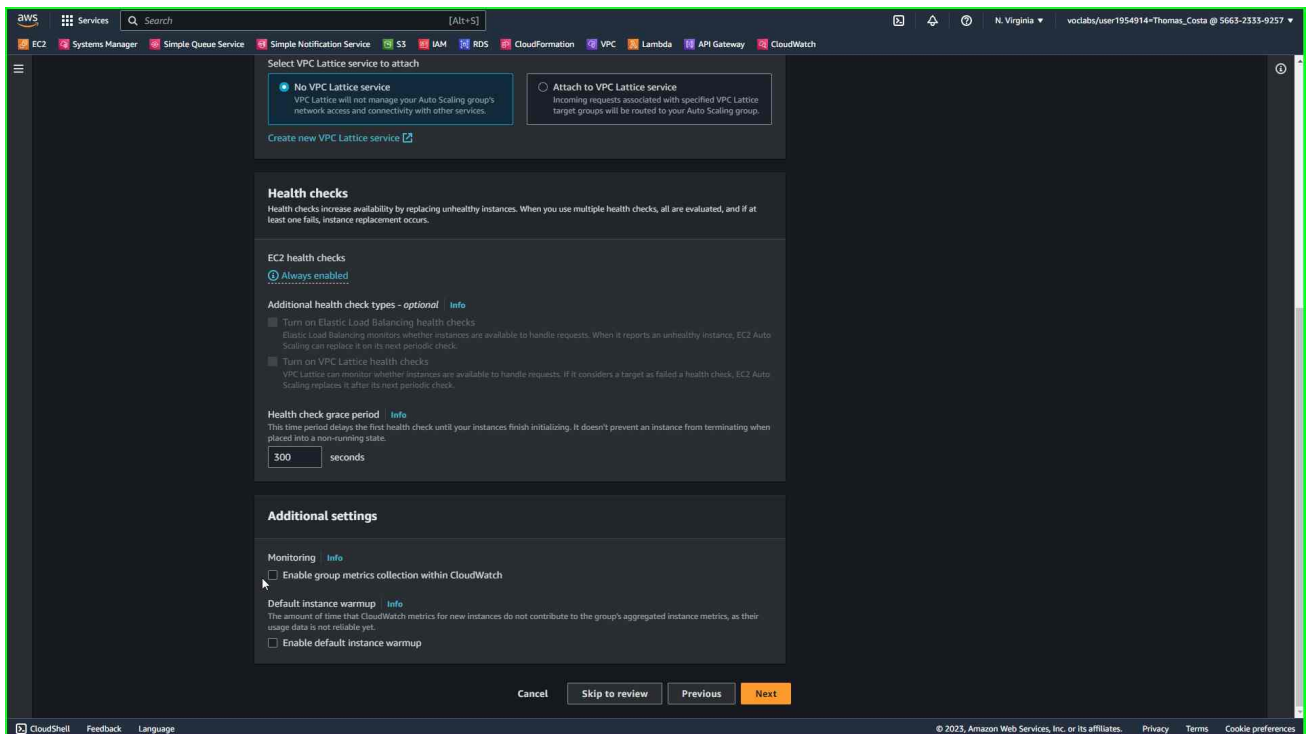 aws Services Search [Alt+S] N. Virginia ▼ voclabs/user1954914=Thomas_Costa @ 5663-2333-9257 ▼
EC2 Systems Manager Simple Queue Service Simple Notification Service S3 IAM RDS CloudFormation VPC Lambda API Gateway CloudWatch
Select VPC Lattice service to attach
No VPC Lattice service
VPC Lattice will not manage your Auto Scaling group's
network access and connectivity with other services.
Attach to VPC Lattice service
Incoming requests associated with specified VPC Lattice
target groups will be routed to your Auto Scaling group.
Create new VPC Lattice service
Health checks
Health checks increase availability by replacing unhealthy instances. When you use multiple health checks, all are evaluated, and if at
least one fails, instance replacement occurs.
EC2 health checks
Always enabled
Additional health check types - optional Info
Turn on Elastic Load Balancing health checks
Elastic Load Balancing monitors whether instances are available to handle requests. When it reports an unhealthy instance, EC2 Auto
Scaling can replace it on its next periodic check.
Turn on VPC Lattice health checks
VPC Lattice can monitor whether instances are available to handle requests. If it considers a target as failed a health check, EC2 Auto
Scaling replaces it after its next periodic check.
Health check grace period Info
This time period delays the first health check until your instances finish initializing. It doesn't prevent an instance from terminating when
placed into a non-running state.
300 seconds
Additional settings
Monitoring Info
Enable group metrics collection within CloudWatch
Default instance warmup Info
The amount of time that CloudWatch metrics for new instances do not contribute to the group's aggregated instance metrics, as their
usage data is not reliable yet.
Enable default instance warmup
Cancel Skip to review Previous Next
CloudShell Feedback Language © 2023, Amazon Web Services, Inc. or its affiliates. Privacy Terms Cookie preferences